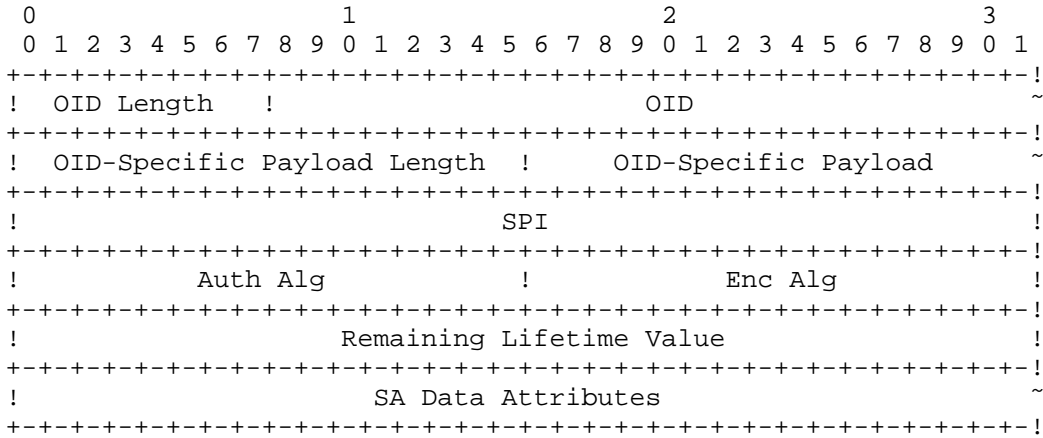 0                   1                   2                   3
 0 1 2 3 4 5 6 7 8 9 0 1 2 3 4 5 6 7 8 9 0 1 2 3 4 5 6 7 8 9 0 1
+-+-+-+-+-+-+-+-+-+-+-+-+-+-+-+-+-+-+-+-+-+-+-+-+-+-+-+-+-+-+-+-!
!  OID Length   !                       OID                     ~
+-+-+-+-+-+-+-+-+-+-+-+-+-+-+-+-+-+-+-+-+-+-+-+-+-+-+-+-+-+-+-+-!
!  OID-Specific Payload Length  !     OID-Specific Payload      ~
+-+-+-+-+-+-+-+-+-+-+-+-+-+-+-+-+-+-+-+-+-+-+-+-+-+-+-+-+-+-+-+-!
!                              SPI                              !
+-+-+-+-+-+-+-+-+-+-+-+-+-+-+-+-+-+-+-+-+-+-+-+-+-+-+-+-+-+-+-+-!
!           Auth Alg            !            Enc Alg            !
+-+-+-+-+-+-+-+-+-+-+-+-+-+-+-+-+-+-+-+-+-+-+-+-+-+-+-+-+-+-+-+-!
!                    Remaining Lifetime Value                   !
+-+-+-+-+-+-+-+-+-+-+-+-+-+-+-+-+-+-+-+-+-+-+-+-+-+-+-+-+-+-+-+-!
!                      SA Data Attributes                       ~
+-+-+-+-+-+-+-+-+-+-+-+-+-+-+-+-+-+-+-+-+-+-+-+-+-+-+-+-+-+-+-+-!